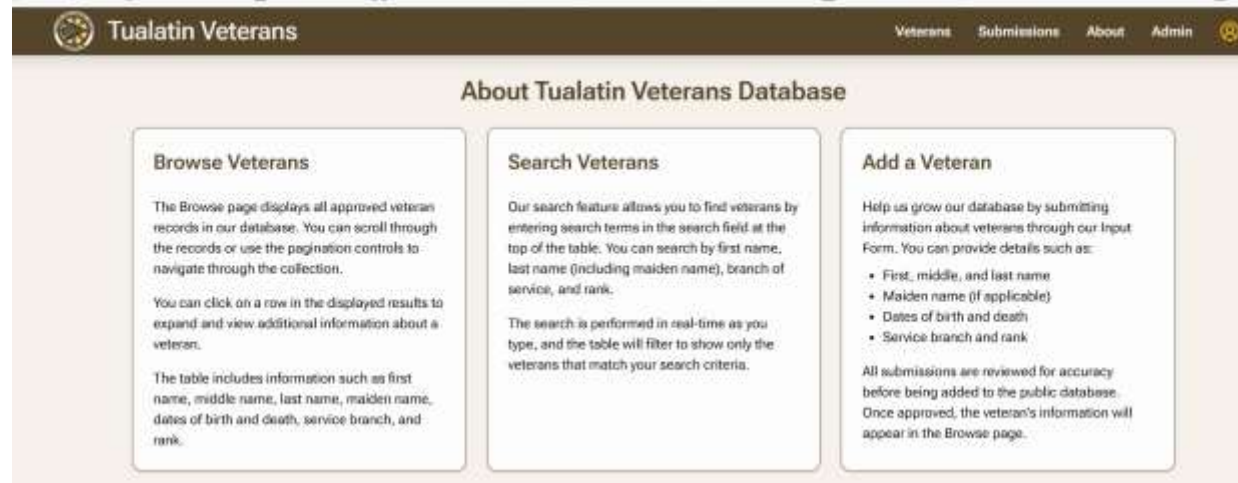 Tualatin Veterans
Veterans Submissions About Admin
About Tualatin Veterans Database
Browse Veterans
The Browse page displays all approved veteran
records in our database. You can scroll through
the records or use the pagination controls to
navigate through the collection.
You can click on a row in the displayed results to
expand and view additional information about a
veteran.
The table includes information such as first
name, middle name, last name, maiden name,
dates of birth and death, service branch, and
rank.
Search Veterans
Our search feature allows you to find veterans by
entering search terms in the search field at the
top of the table. You can search by first name,
last name (including maiden name), branch of
service, and rank.
The search is performed in real-time as you
type, and the table will filter to show only the
veterans that match your search criteria.
Add a Veteran
Help us grow our database by submitting
information about veterans through our Input
Form. You can provide details such as:
• First, middle, and last name
• Maiden name (if applicable)
• Dates of birth and death
• Service branch and rank
All submissions are reviewed for accuracy
before being added to the public database.
Once approved, the veteran's information will
appear in the Browse page.